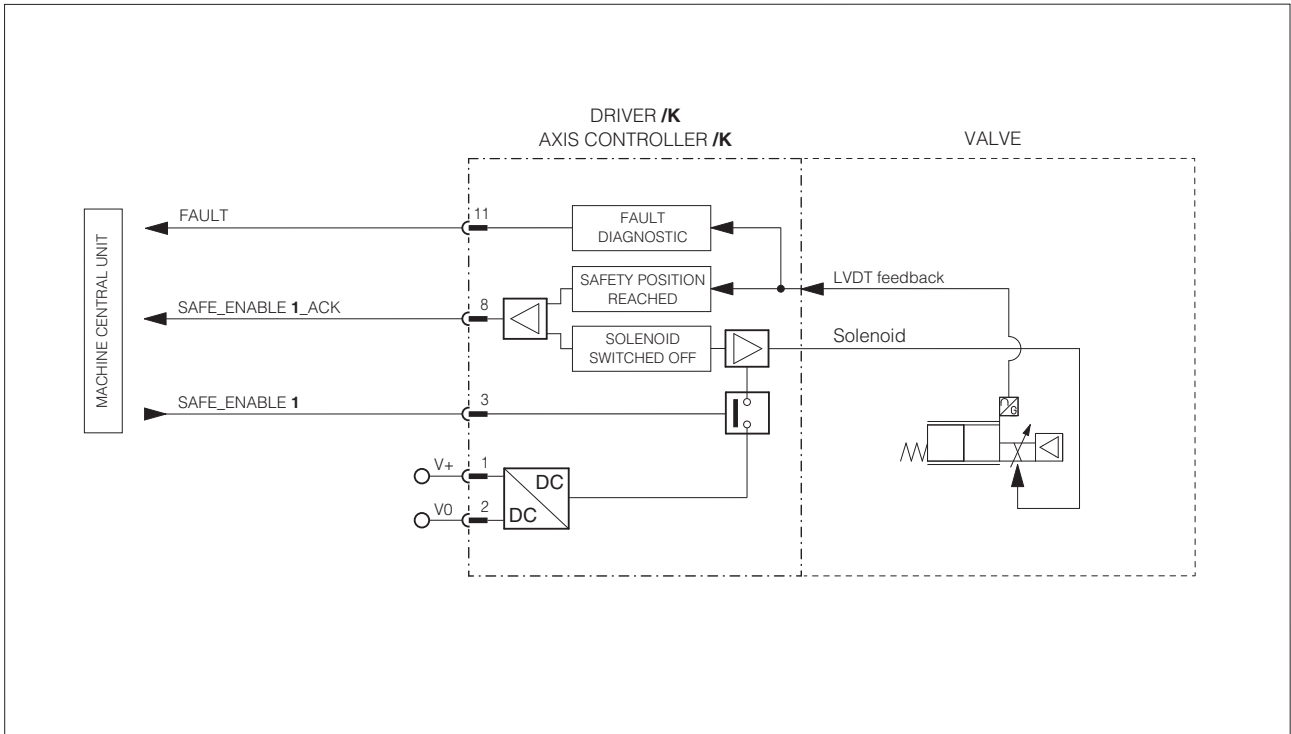 DRIVER /K
AXIS CONTROLLER /K
VALVE
MACHINE CENTRAL UNIT
FAULT
11
FAULT
DIAGNOSTIC
SAFETY POSITION
REACHED
LVDT feedback
SAFE_ENABLE 1_ACK
8
SOLENOID
SWITCHED OFF
Solenoid
SAFE_ENABLE 1
3
V+
1
DC
DC
V0
2
G